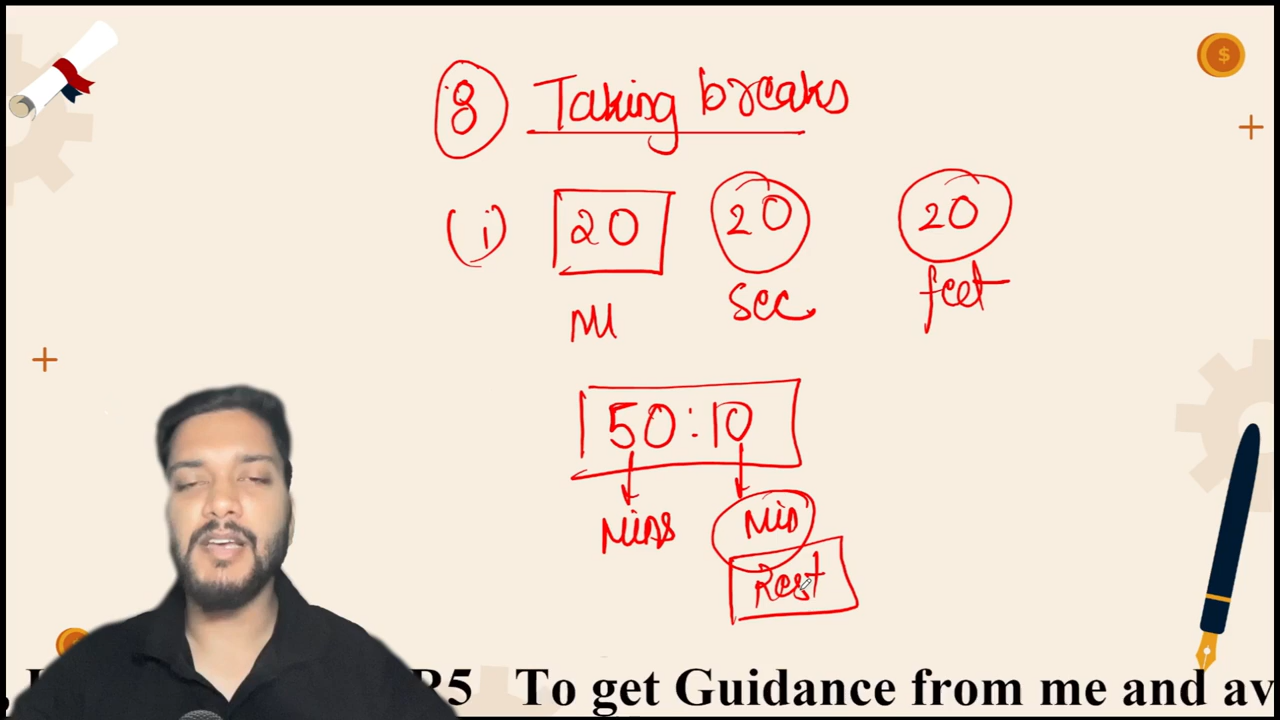 8 Taking breaks
(i) 20 20 20
sec feet
50:10
Mins Min
Rest
R5 To get Guidance from me and av
$